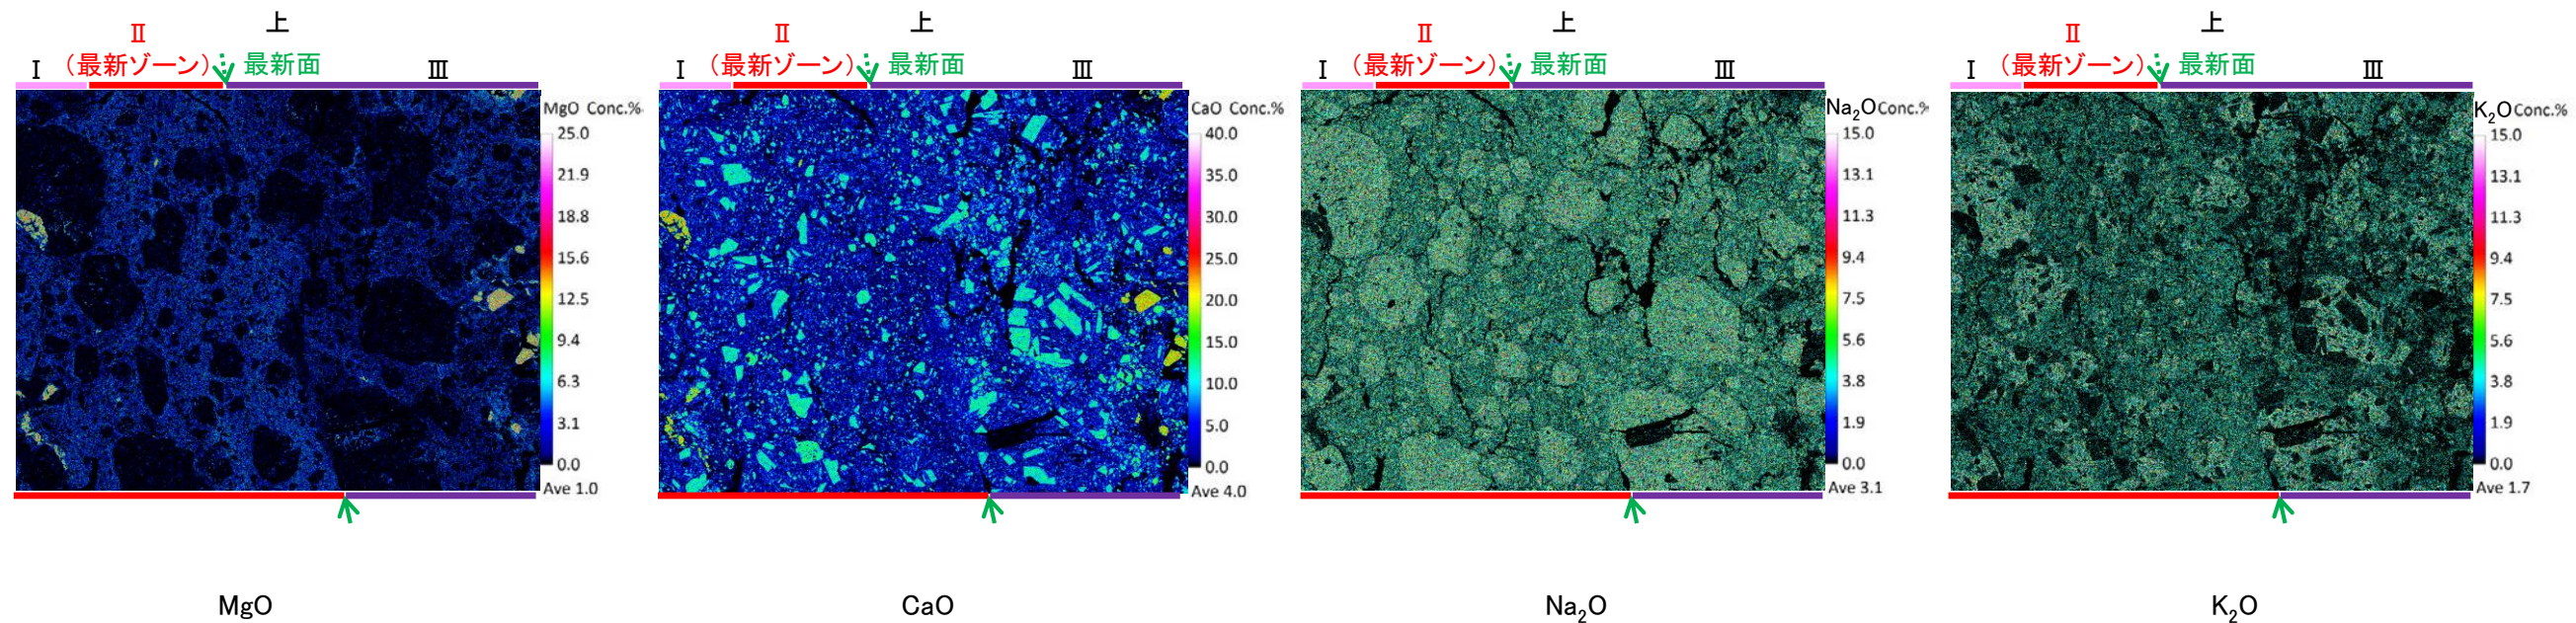 上
Ⅱ
Ⅰ (最新ゾーン) 最新面 Ⅲ
MgO Conc.%
25.0
21.9
18.8
15.6
12.5
9.4
6.3
3.1
0.0
Ave 1.0
MgO
上
Ⅱ
Ⅰ (最新ゾーン) 最新面 Ⅲ
CaO Conc.%
40.0
35.0
30.0
25.0
20.0
15.0
10.0
5.0
0.0
Ave 4.0
CaO
上
Ⅱ
Ⅰ (最新ゾーン) 最新面 Ⅲ
Na₂O Conc.%
15.0
13.1
11.3
9.4
7.5
5.6
3.8
1.9
0.0
Ave 3.1
Na₂O
上
Ⅱ
Ⅰ (最新ゾーン) 最新面 Ⅲ
K₂O Conc.%
15.0
13.1
11.3
9.4
7.5
5.6
3.8
1.9
0.0
Ave 1.7
K₂O